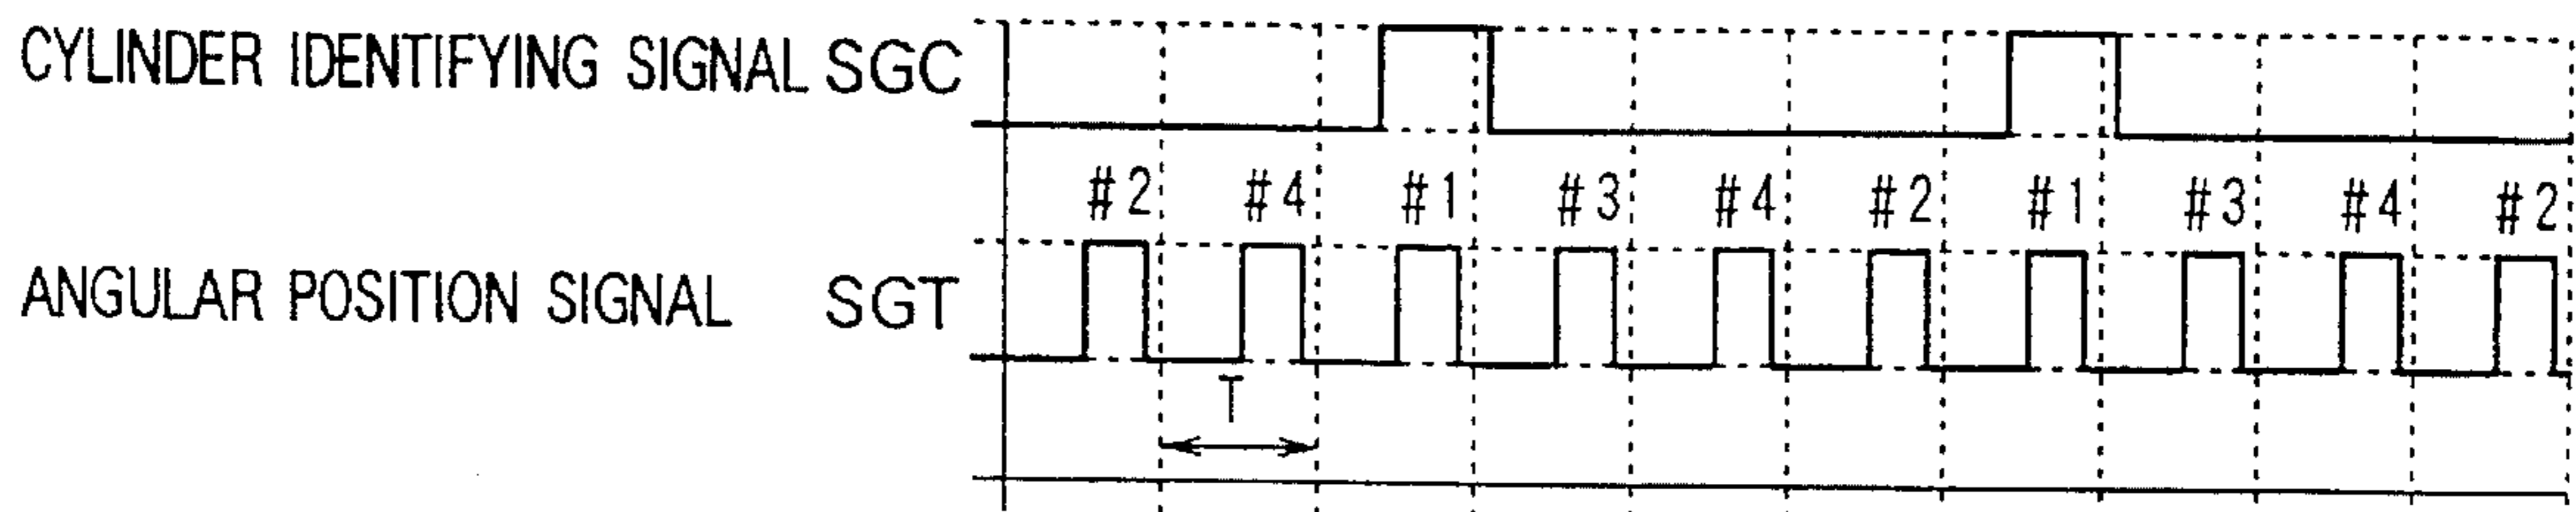 CYLINDER IDENTIFYING SIGNAL SGC
#2 #4 #1 #3 #4 #2 #1 #3 #4 #2
ANGULAR POSITION SIGNAL SGT
T